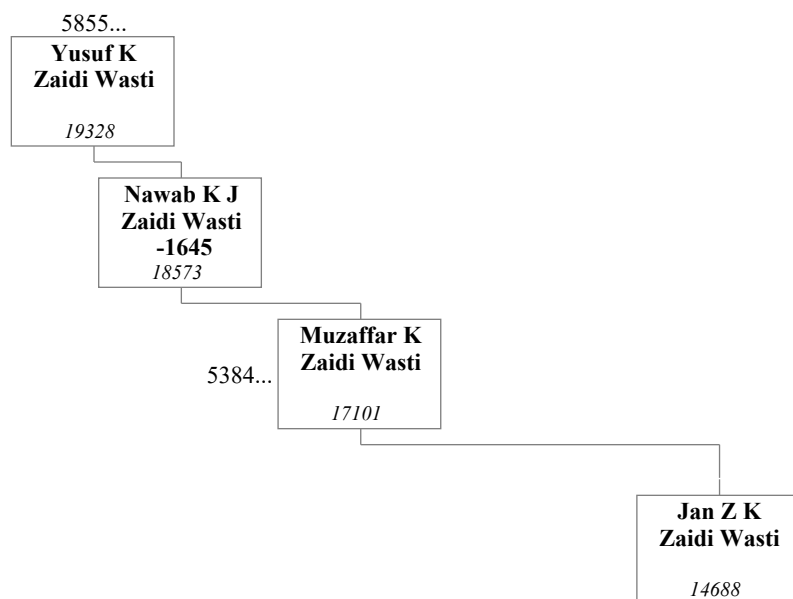 5855...
Yusuf K
Zaidi Wasti
19328
Nawab K J
Zaidi Wasti
-1645
18573
Muzaffar K
Zaidi Wasti
5384...
17101
Jan Z K
Zaidi Wasti
14688